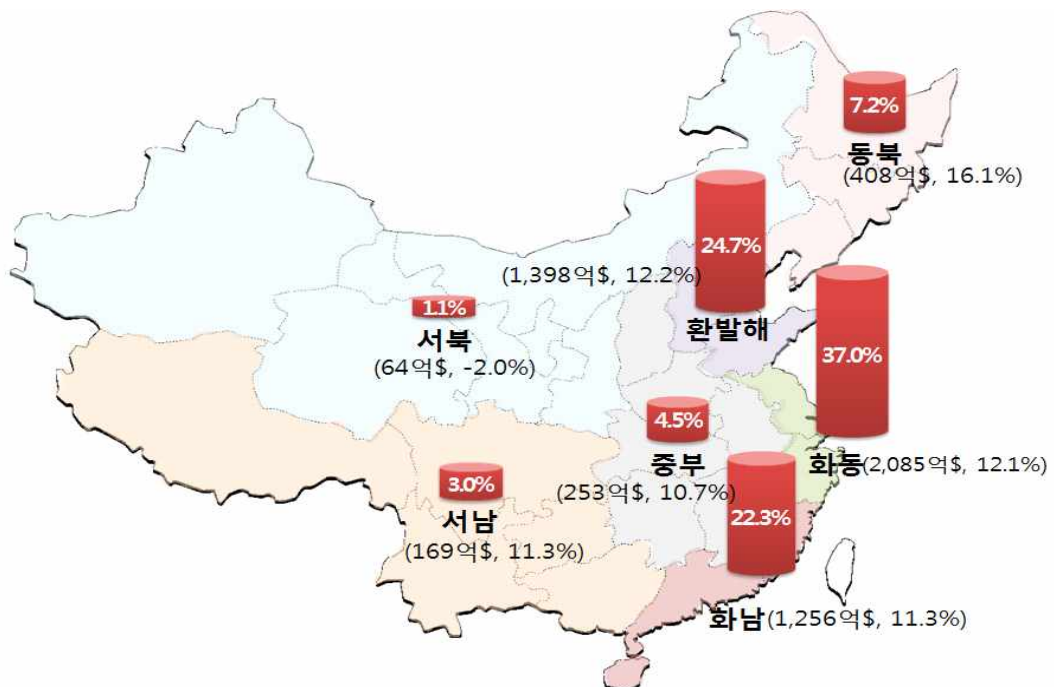 7.2%
동북
(408억$, 16.1%)
24.7%
(1,398억$, 12.2%)
환발해
1.1%
서북
(64억$, -2.0%)
37.0%
화동(2,085억$, 12.1%)
4.5%
중부
(253억$, 10.7%)
3.0%
서남
(169억$, 11.3%)
22.3%
화남(1,256억$, 11.3%)